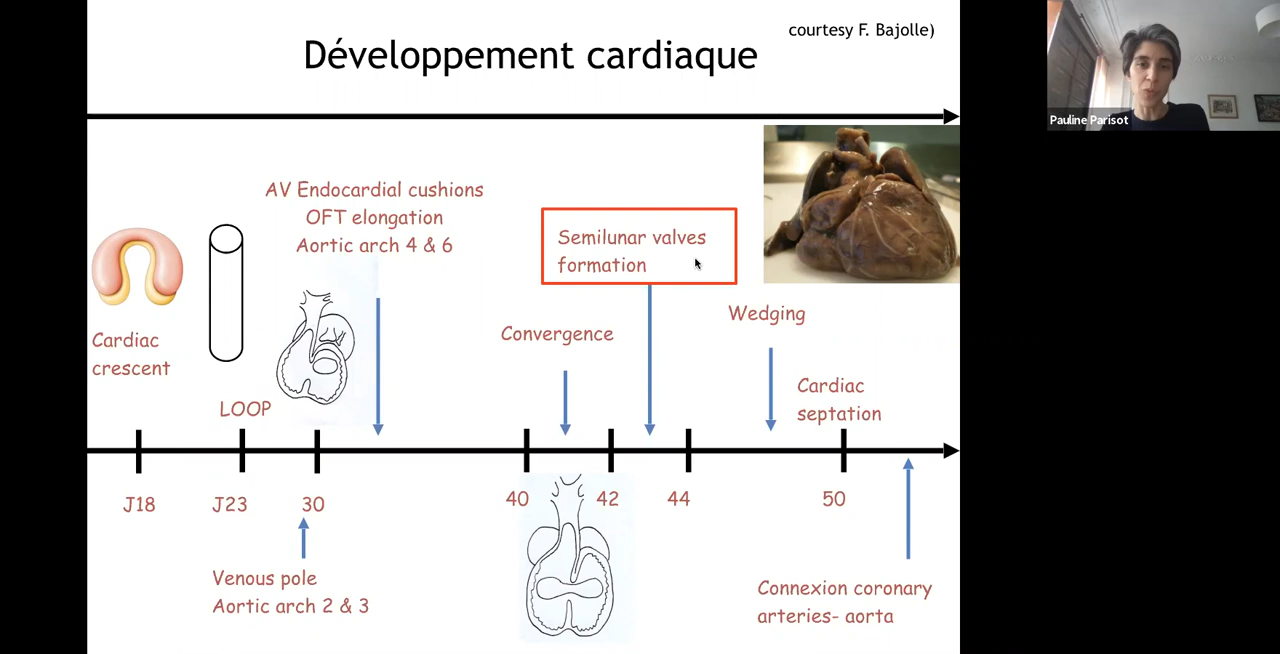 courtesy F. Bajolle)
Développement cardiaque
Pauline Parisot
AV Endocardial cushions
OFT elongation
Aortic arch 4 & 6
Semilunar valves
formation
Cardiac
crescent
LOOP
Convergence
Wedging
Cardiac
septation
J18
J23
30
40
42
44
50
Venous pole
Aortic arch 2 & 3
Connexion coronary
arteries- aorta